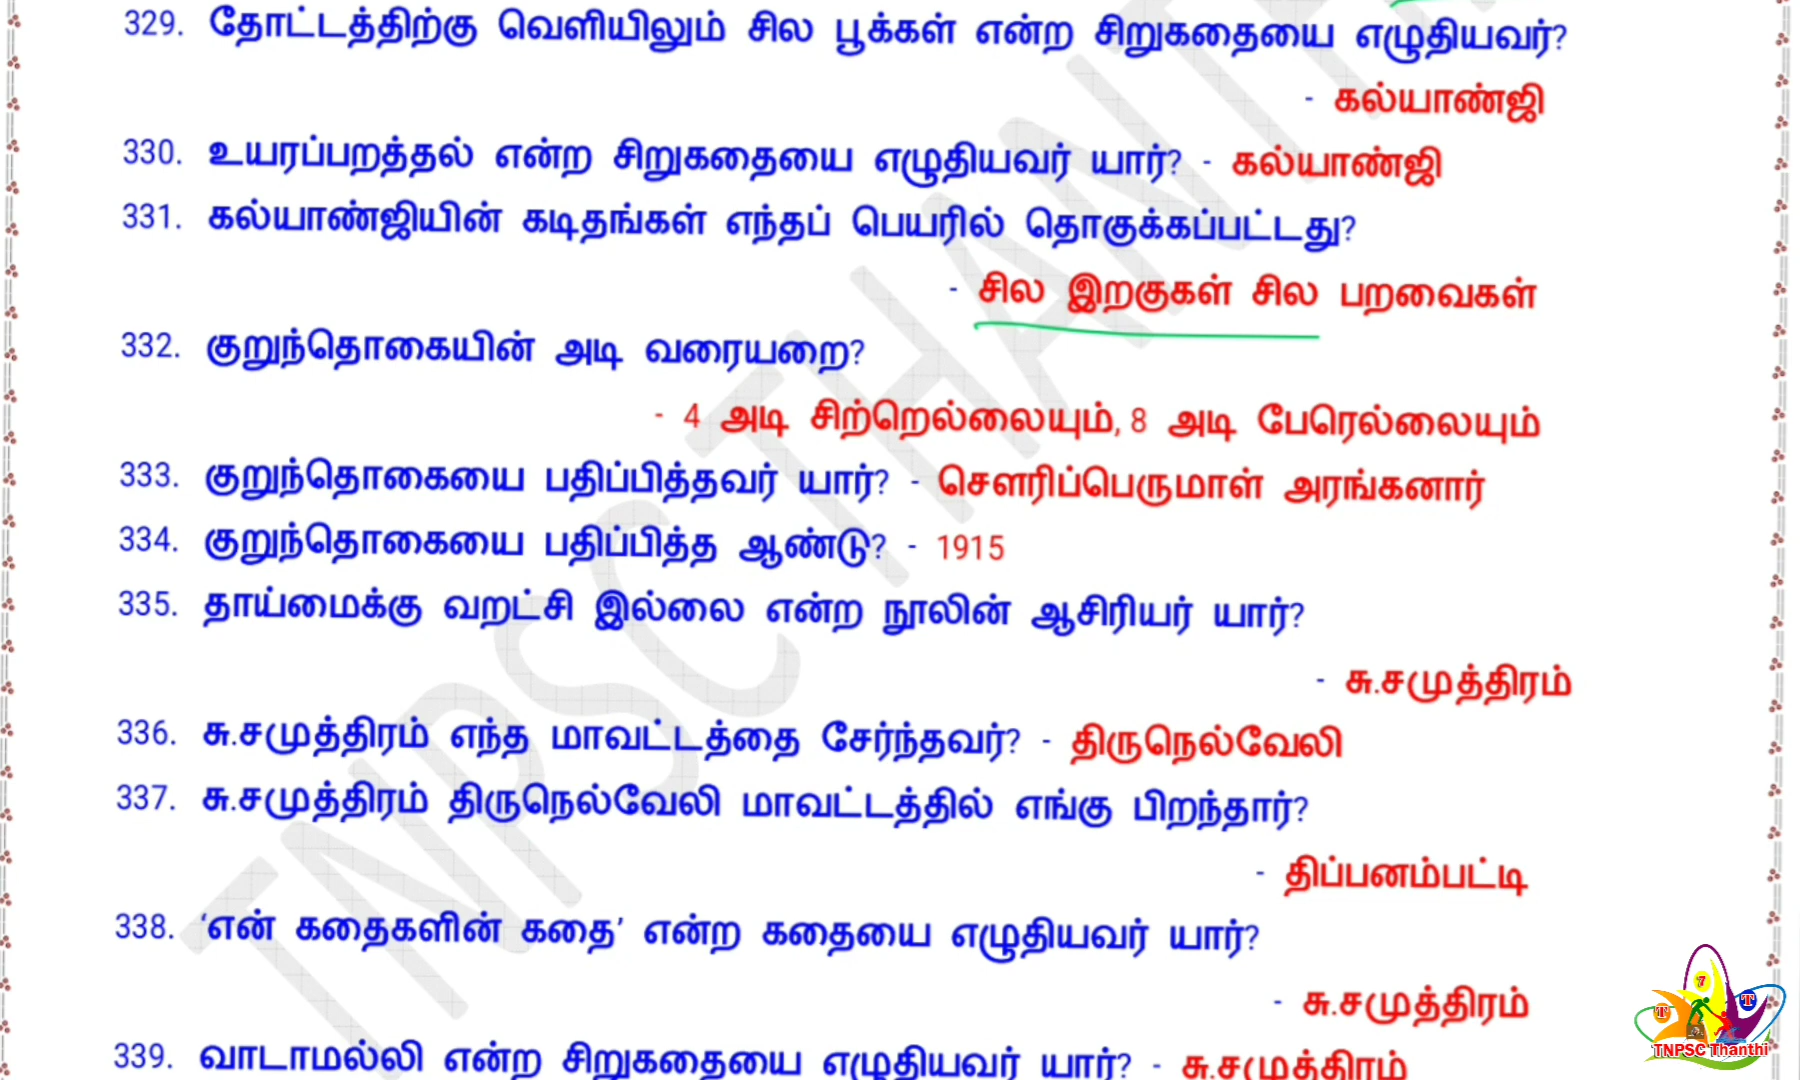 329. தோட்டத்திற்கு வெளியிலும் சில பூக்கள் என்ற சிறுகதையை எழுதியவர்?
- கல்யாண்ஜி
330. உயரப்பறத்தல் என்ற சிறுகதையை எழுதியவர் யார்? - கல்யாண்ஜி
331. கல்யாண்ஜியின் கடிதங்கள் எந்தப் பெயரில் தொகுக்கப்பட்டது?
- சில இறகுகள் சில பறவைகள்
332. குறுந்தொகையின் அடி வரையறை?
- 4 அடி சிற்றெல்லையும், 8 அடி பேரெல்லையும்
333. குறுந்தொகையை பதிப்பித்தவர் யார்? - சௌரிப்பெருமாள் அரங்கனார்
334. குறுந்தொகையை பதிப்பித்த ஆண்டு? - 1915
335. தாய்மைக்கு வறட்சி இல்லை என்ற நூலின் ஆசிரியர் யார்?
- சு.சமுத்திரம்
336. சு.சமுத்திரம் எந்த மாவட்டத்தை சேர்ந்தவர்? - திருநெல்வேலி
337. சு.சமுத்திரம் திருநெல்வேலி மாவட்டத்தில் எங்கு பிறந்தார்?
- திப்பனம்பட்டி
338. 'என் கதைகளின் கதை' என்ற கதையை எழுதியவர் யார்?
- சு.சமுத்திரம்
339. வாடாமல்லி என்ற சிறுகதையை எழுதியவர் யார்? - சு.சமுத்திரம்
TNPSC THANTHI
T 7 T
TNPSC Thanthi